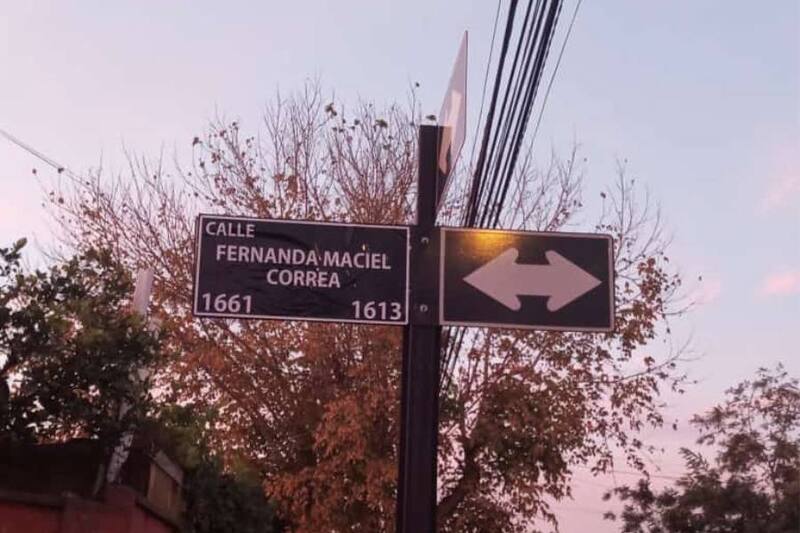 CALLE
FERNANDA MACIEL
CORREA
1661 1613